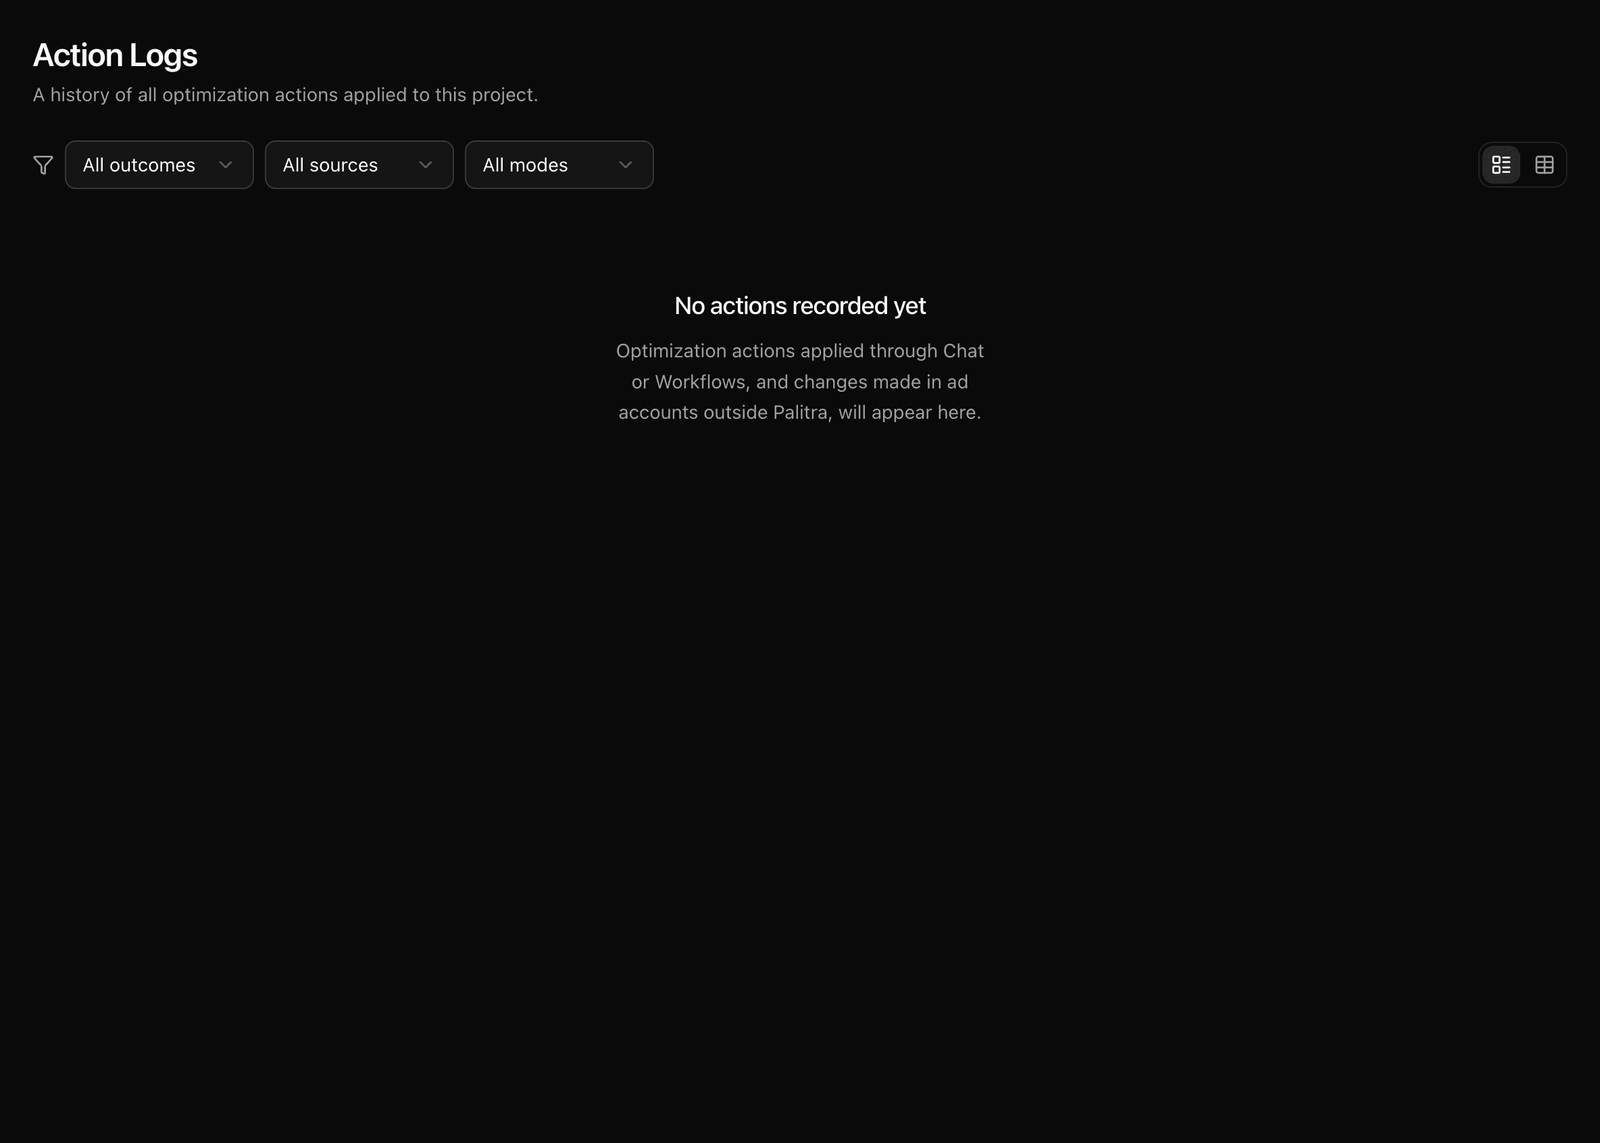 Action Logs
A history of all optimization actions applied to this project.
All outcomes
All sources
All modes
No actions recorded yet
Optimization actions applied through Chat
or Workflows, and changes made in ad
accounts outside Palitra, will appear here.